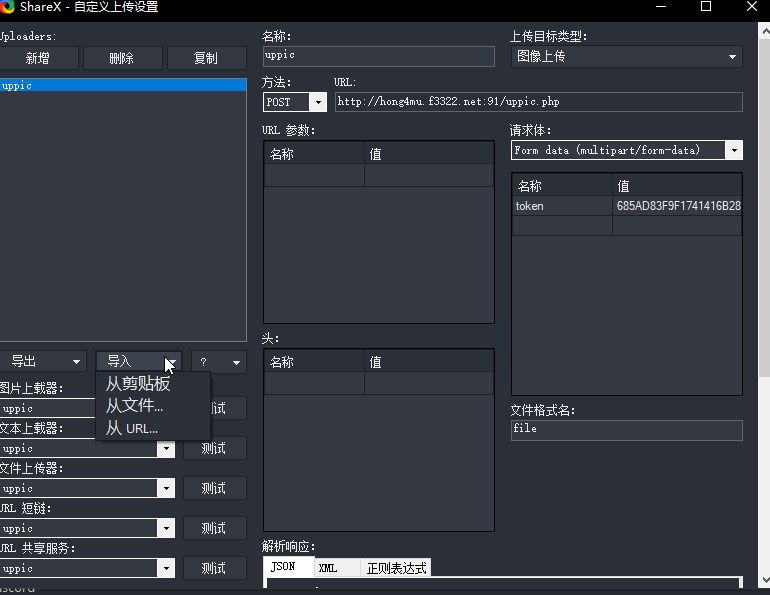 ShareX - 自定义上传设置
Uploaders:
新增
删除
复制
uppic
导出
导入
?
从剪贴板
从文件...
从 URL...
图片上载器:
uppic
测试
文本上载器:
uppic
测试
文件上传器:
uppic
测试
URL 短链:
uppic
测试
URL 共享服务:
uppic
测试
名称:
uppic
上传目标类型:
图像上传
方法:
URL:
POST
http://hong4mu.f3322.net:91/uppic.php
URL 参数:
名称
值
请求体:
Form data (multipart/form-data)
名称
值
token
685AD83F9F1741416B28
头:
名称
值
文件格式名:
file
解析响应:
JSON
XML
正则表达式